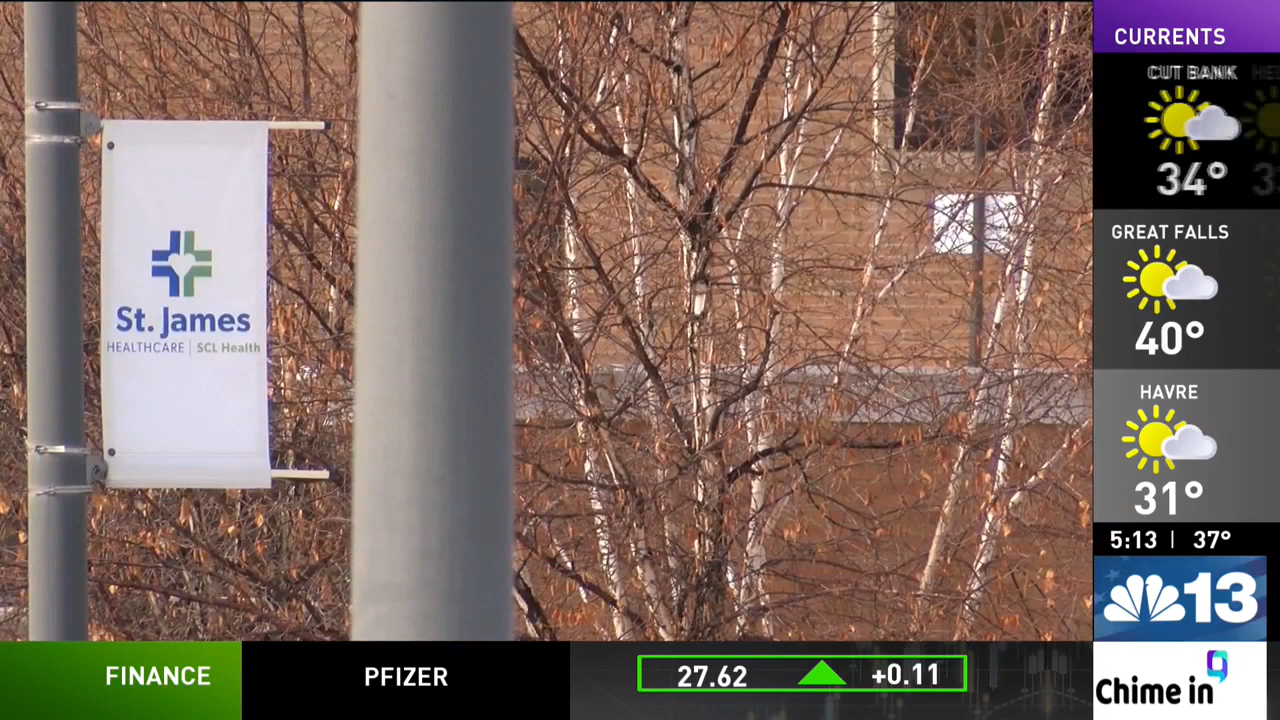 St. James
HEALTHCARE | SCL Health
CURRENTS
CUT BANK
34°
GREAT FALLS
40°
HAVRE
31°
5:13 | 37°
13
Chime in
FINANCE
PFIZER
27.62
+0.11